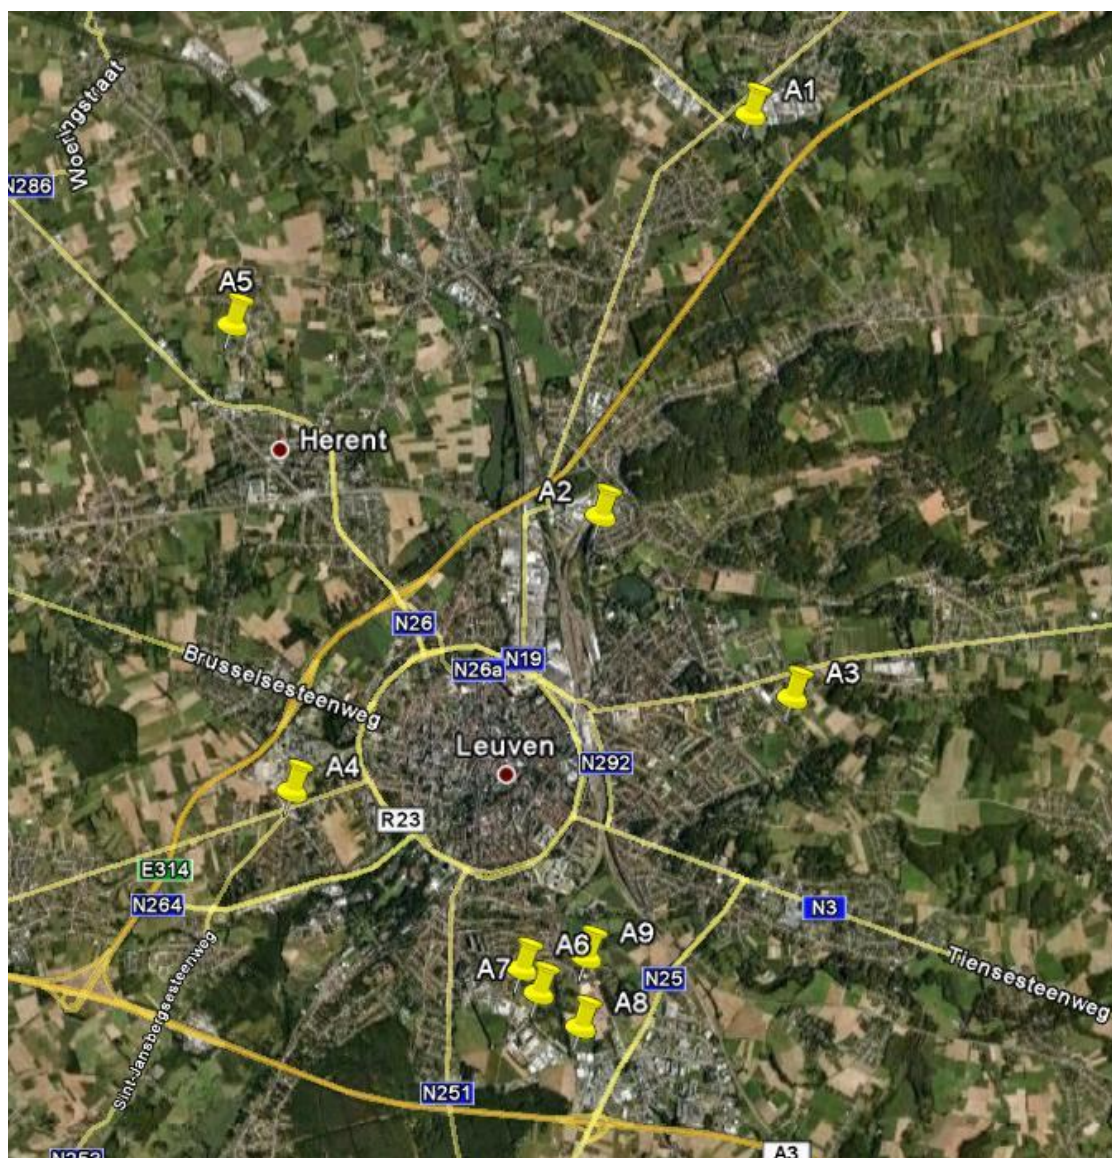 A1
Woeringstraat
N286
A5
Herent
A2
N26
N19
N26a
Brusselsesteenweg
A3
Leuven
N292
A4
R23
E314
N264
N3
A6
A9
Tiensesteenweg
A7
N25
A8
Sint-Jansbergsesteenweg
N251
A3
N253